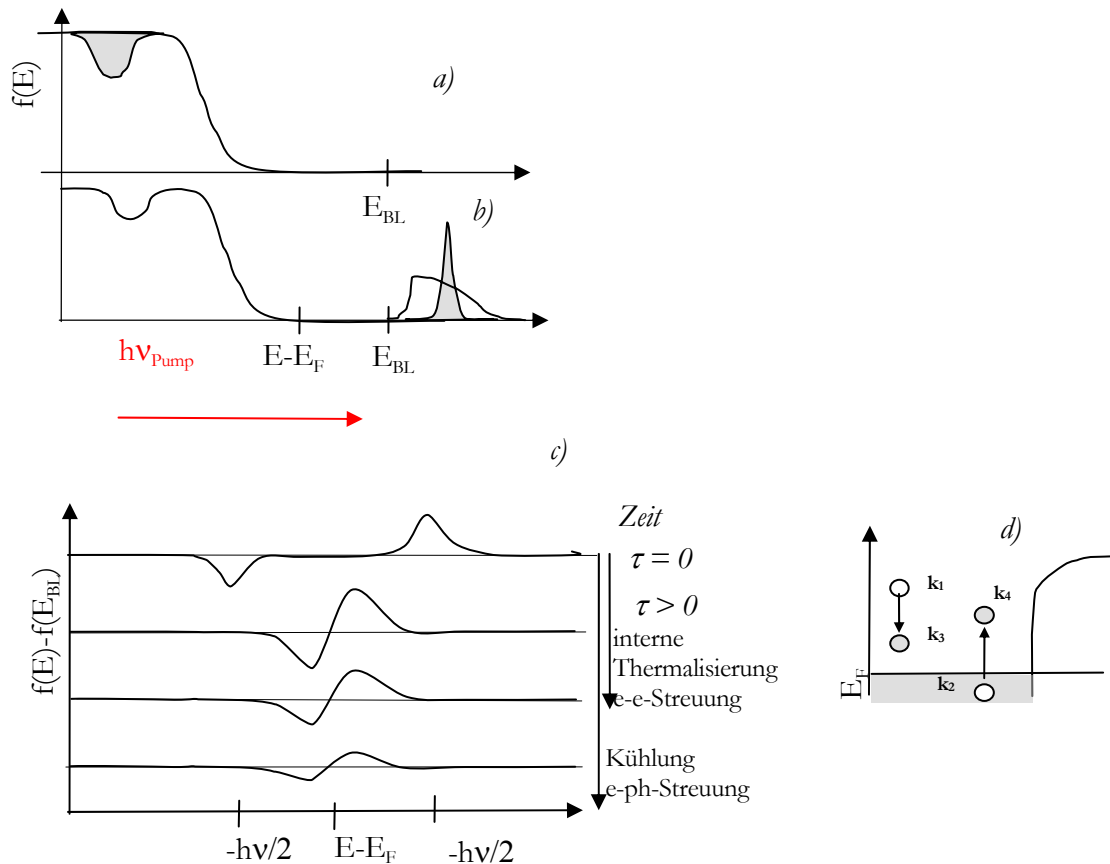 f(E)
a)
E_BL
b)
hν_Pump
E-E_F
E_BL
c)
f(E)-f(E_BL)
Zeit
τ = 0
τ > 0
interne
Thermalisierung
e-e-Streuung
Kühlung
e-ph-Streuung
-hν/2
E-E_F
-hν/2
d)
k₁
k₄
k₃
k₂
E_F